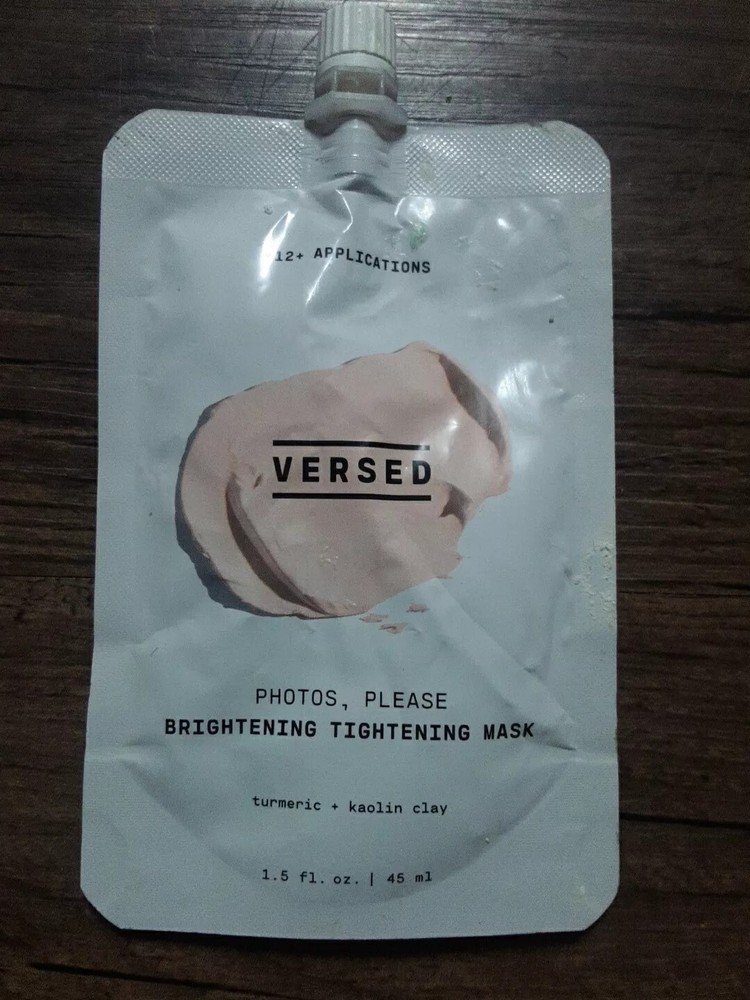 12+ APPLICATIONS
VERSED
PHOTOS, PLEASE
BRIGHTENING TIGHTENING MASK
turmeric + kaolin clay
1.5 fl. oz. | 45 ml